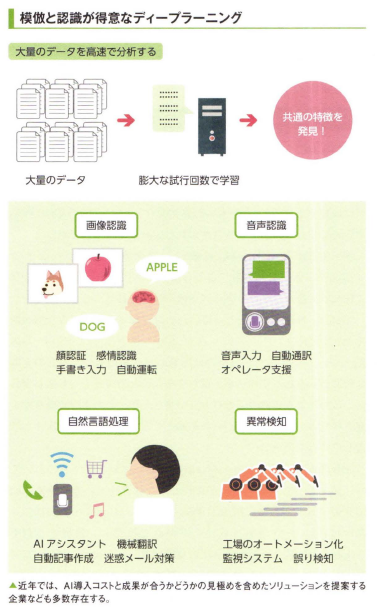 模倣と認識が得意なディープラーニング
大量のデータを高速で分析する
共通の特徴を
発見！
大量のデータ
膨大な試行回数で学習
画像認識
APPLE
DOG
顔認証　感情認識
手書き入力　自動運転
音声認識
音声入力　自動通訳
オペレータ支援
自然言語処理
AIアシスタント　機械翻訳
自動記事作成　迷惑メール対策
異常検知
工場のオートメーション化
監視システム　誤り検知
▲近年では、AI導入コストと成果が合うかどうかの見極めを含めたソリューションを提案する
企業なども多数存在する。